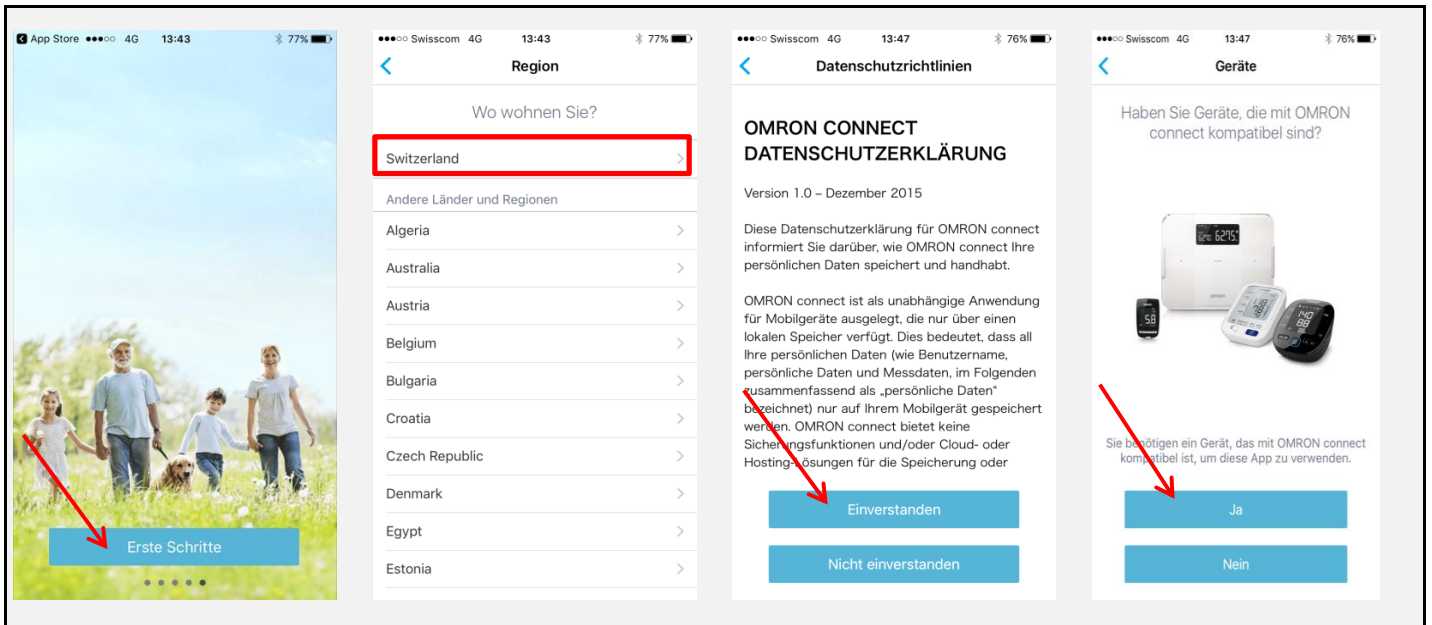 App Store 4G 13:43 77%
Erste Schritte
Swisscom 4G 13:43 77%
Region
Wo wohnen Sie?
Switzerland
Andere Länder und Regionen
Algeria
Australia
Austria
Belgium
Bulgaria
Croatia
Czech Republic
Denmark
Egypt
Estonia
Swisscom 4G 13:47 76%
Datenschutzrichtlinien
OMRON CONNECT
DATENSCHUTZERKLÄRUNG
Version 1.0 – Dezember 2015
Diese Datenschutzerklärung für OMRON connect
informiert Sie darüber, wie OMRON connect Ihre
persönlichen Daten speichert und handhabt.
OMRON connect ist als unabhängige Anwendung
für Mobilgeräte ausgelegt, die nur über einen
lokalen Speicher verfügt. Dies bedeutet, dass all
Ihre persönlichen Daten (wie Benutzername,
persönliche Daten und Messdaten, im Folgenden
zusammenfassend als „persönliche Daten“
bezeichnet) nur auf Ihrem Mobilgerät gespeichert
werden. OMRON connect bietet keine
Sicherungsfunktionen und/oder Cloud- oder
Hosting-Lösungen für die Speicherung oder
Einverstanden
Nicht einverstanden
Swisscom 4G 13:47 76%
Geräte
Haben Sie Geräte, die mit OMRON
connect kompatibel sind?
OMRON
5.8
Sie benötigen ein Gerät, das mit OMRON connect
kompatibel ist, um diese App zu verwenden.
Ja
Nein